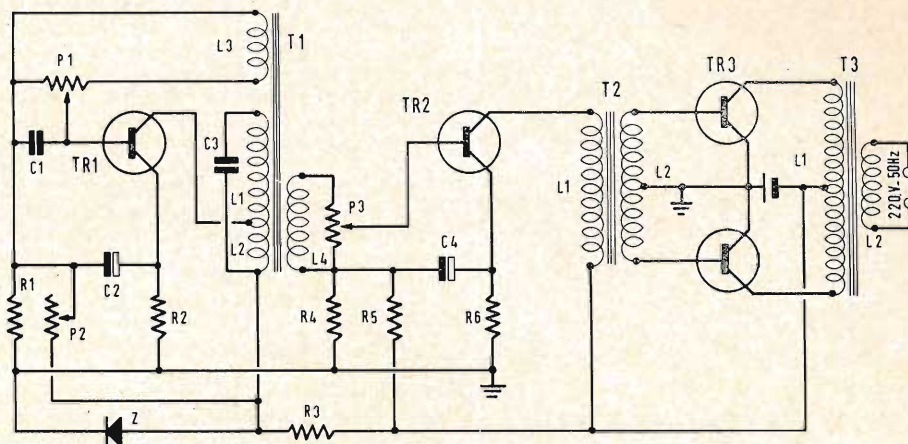 L3
T1
P1
TR1
C1
C3
L1
L2
TR2
P3
L4
C4
C2
R1
P2
R2
R4
R5
R6
Z
R3
T2
L1
L2
TR3
T3
L1
220V-50Hz
L2